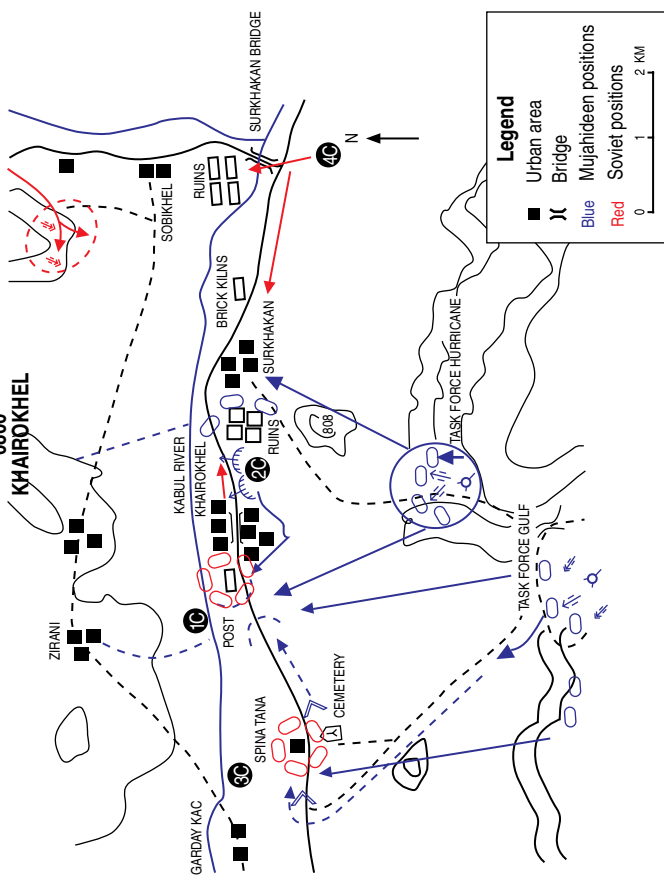 KHAIROKHEL
ZIRANI
SOBIKHEL
GARDAY KAC
3C
1C
KABUL RIVER
KHAIROKHEL
POST
2C
RUINS
BRICK KILNS
SURKHAKAN
RUINS
SURKHAKAN BRIDGE
4C
N
SPINA TANA
CEMETERY
808
TASK FORCE HURRICANE
TASK FORCE GULF
Legend
Urban area
Bridge
Blue Mujahideen positions
Red Soviet positions
0 1 2 KM